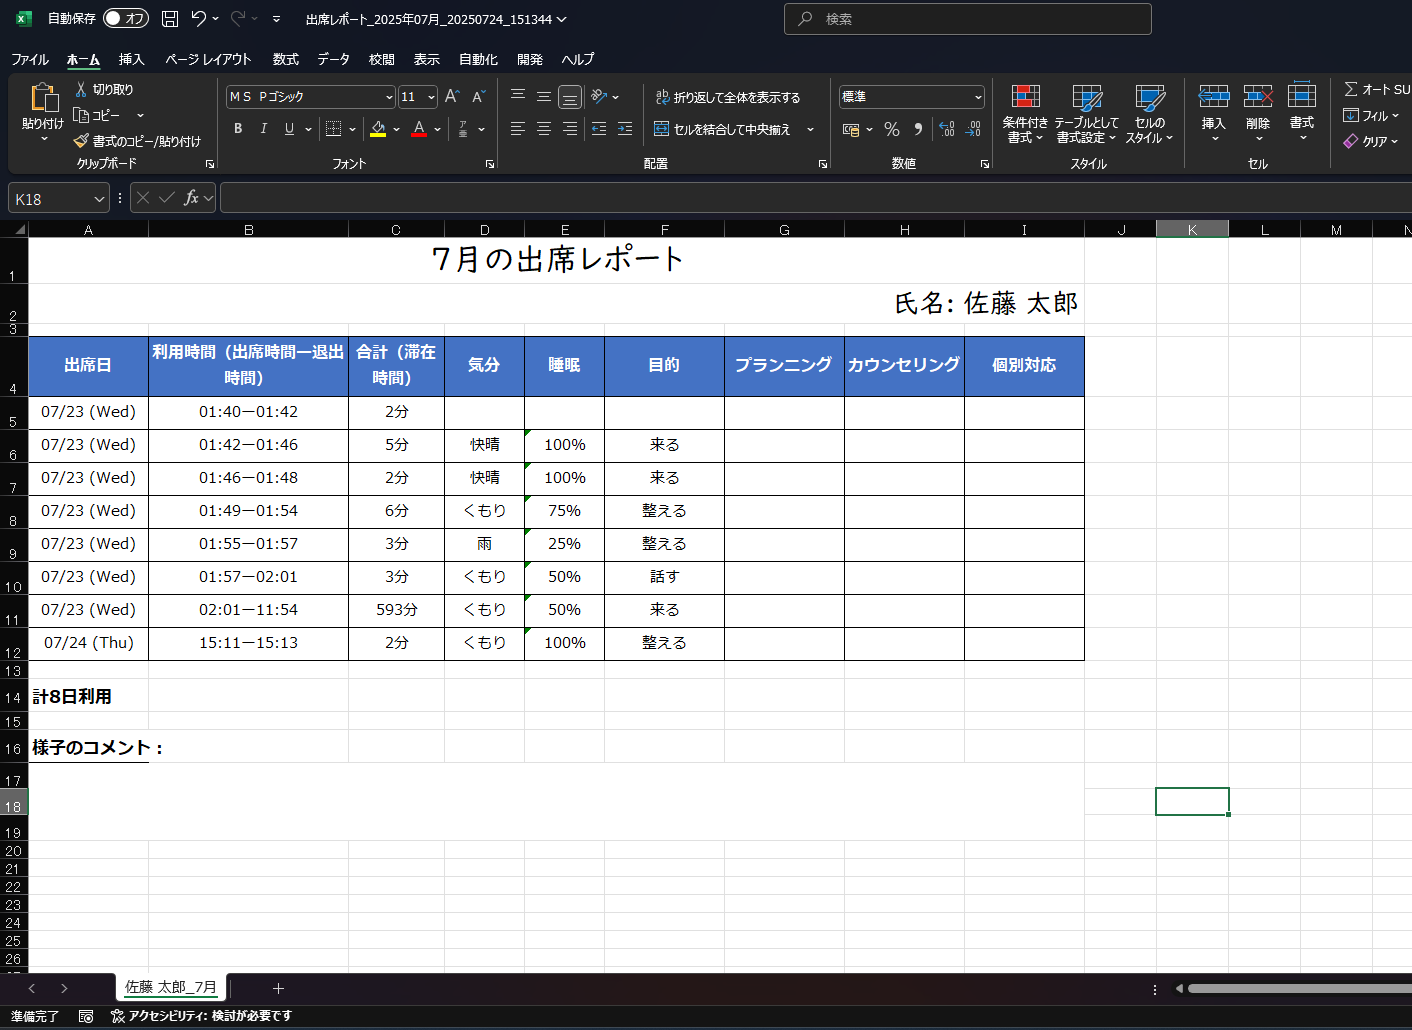 自動保存 オフ 出席レポート_2025年07月_20250724_151344 検索
ファイル ホーム 挿入 ページ レイアウト 数式 データ 校閲 表示 自動化 開発 ヘルプ
貼り付け 切り取り コピー 書式のコピー/貼り付け クリップボード
ＭＳ Ｐゴシック 11 A A B I U A フォント
折り返して全体を表示する セルを結合して中央揃え 配置
標準 % 数値
条件付き書式 テーブルとして書式設定 セルのスタイル スタイル
挿入 削除 書式 セル
オート SU
フィル
クリア
K18 fx
A B C D E F G H I J K L M N
1 7月の出席レポート
2 氏名: 佐藤 太郎
3
4 出席日 利用時間（出席時間ー退出時間） 合計（滞在時間） 気分 睡眠 目的 プランニング カウンセリング 個別対応
5 07/23 (Wed) 01:40ー01:42 2分
6 07/23 (Wed) 01:42ー01:46 5分 快晴 100% 来る
7 07/23 (Wed) 01:46ー01:48 2分 快晴 100% 来る
8 07/23 (Wed) 01:49ー01:54 6分 くもり 75% 整える
9 07/23 (Wed) 01:55ー01:57 3分 雨 25% 整える
10 07/23 (Wed) 01:57ー02:01 3分 くもり 50% 話す
11 07/23 (Wed) 02:01ー11:54 593分 くもり 50% 来る
12 07/24 (Thu) 15:11ー15:13 2分 くもり 100% 整える
13
14 計8日利用
15
16 様子のコメント：
17
18
19
20
21
22
23
24
25
26
佐藤 太郎_7月
準備完了 アクセシビリティ: 検討が必要です